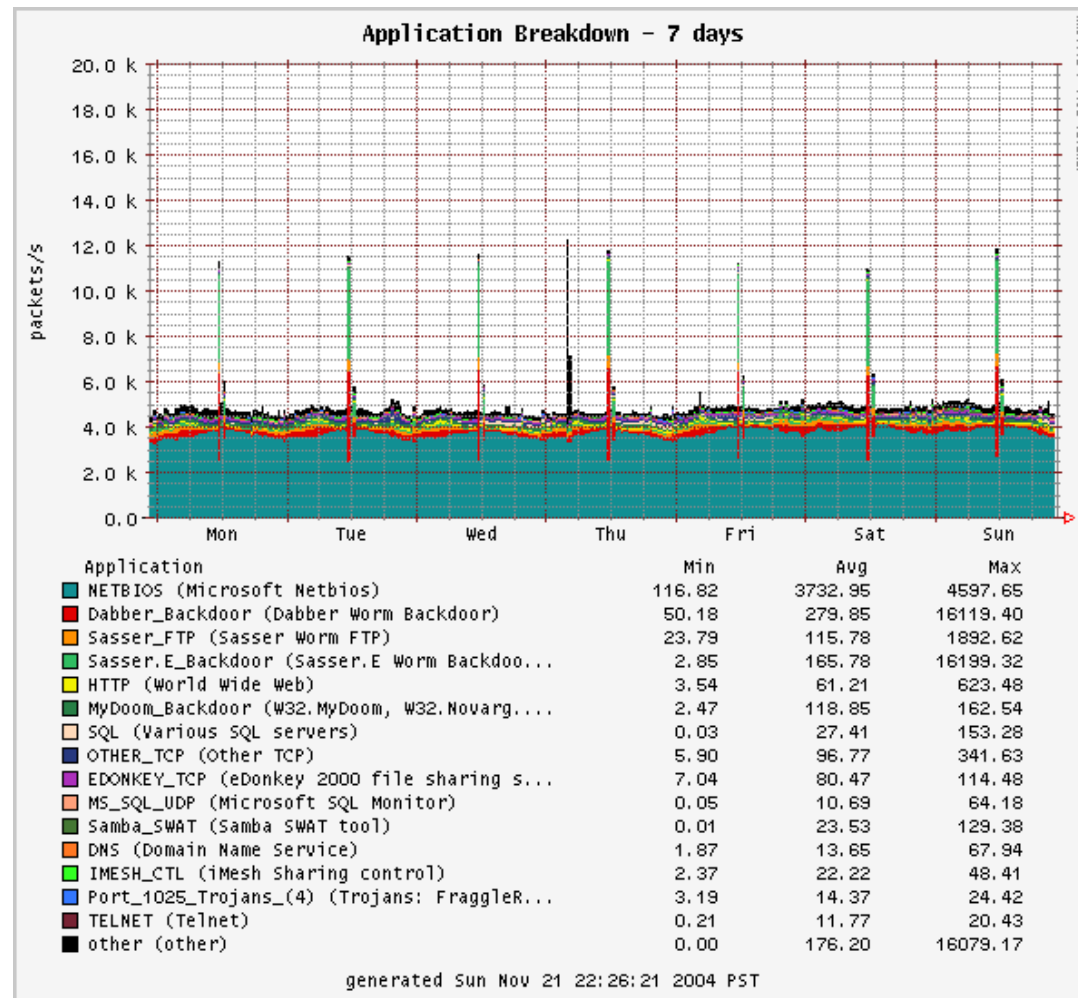 Application Breakdown - 7 days
20.0 k
18.0 k
16.0 k
14.0 k
12.0 k
10.0 k
8.0 k
6.0 k
4.0 k
2.0 k
0.0
packets/s
Mon Tue Wed Thu Fri Sat Sun
Application Min Avg Max
NETBIOS (Microsoft Netbios) 116.82 3732.95 4597.65
Dabber_Backdoor (Dabber Worm Backdoor) 50.18 279.85 16119.40
Sasser_FTP (Sasser Worm FTP) 23.79 115.78 1892.62
Sasser.E_Backdoor (Sasser.E Worm Backdoo... 2.85 165.78 16199.32
HTTP (World Wide Web) 3.54 61.21 623.48
MyDoom_Backdoor (W32.MyDoom, W32.Novarg.... 2.47 118.85 162.54
SQL (Various SQL servers) 0.03 27.41 153.28
OTHER_TCP (Other TCP) 5.90 96.77 341.63
EDONKEY_TCP (eDonkey 2000 file sharing s... 7.04 80.47 114.48
MS_SQL_UDP (Microsoft SQL Monitor) 0.05 10.69 64.18
Samba_SWAT (Samba SWAT tool) 0.01 23.53 129.38
DNS (Domain Name Service) 1.87 13.65 67.94
IMESH_CTL (iMesh Sharing control) 2.37 22.22 48.41
Port_1025_Trojans_(4) (Trojans: FraggleR... 3.19 14.37 24.42
TELNET (Telnet) 0.21 11.77 20.43
other (other) 0.00 176.20 16079.17
generated Sun Nov 21 22:26:21 2004 PST